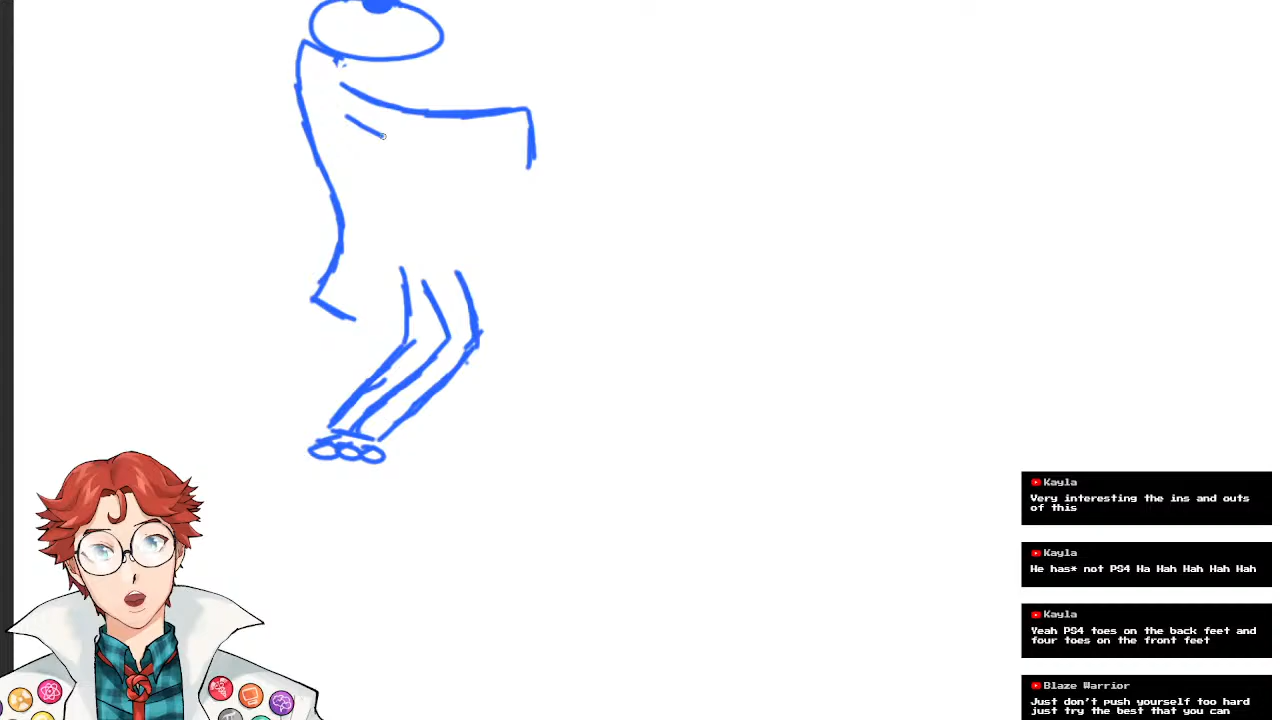 Kayla
Very interesting the ins and outs
of this
Kayla
He has* not PS4 Ha Hah Hah Hah Hah
Kayla
Yeah PS4 toes on the back feet and
four toes on the front feet
Blaze Warrior
Just don't push yourself too hard
just try the best that you can